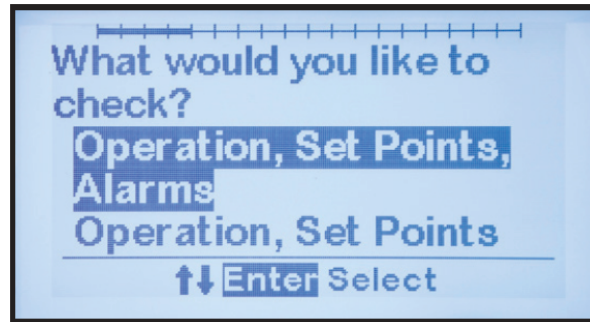 What would you like to
check?
Operation, Set Points,
Alarms
Operation, Set Points
↑↓ Enter Select